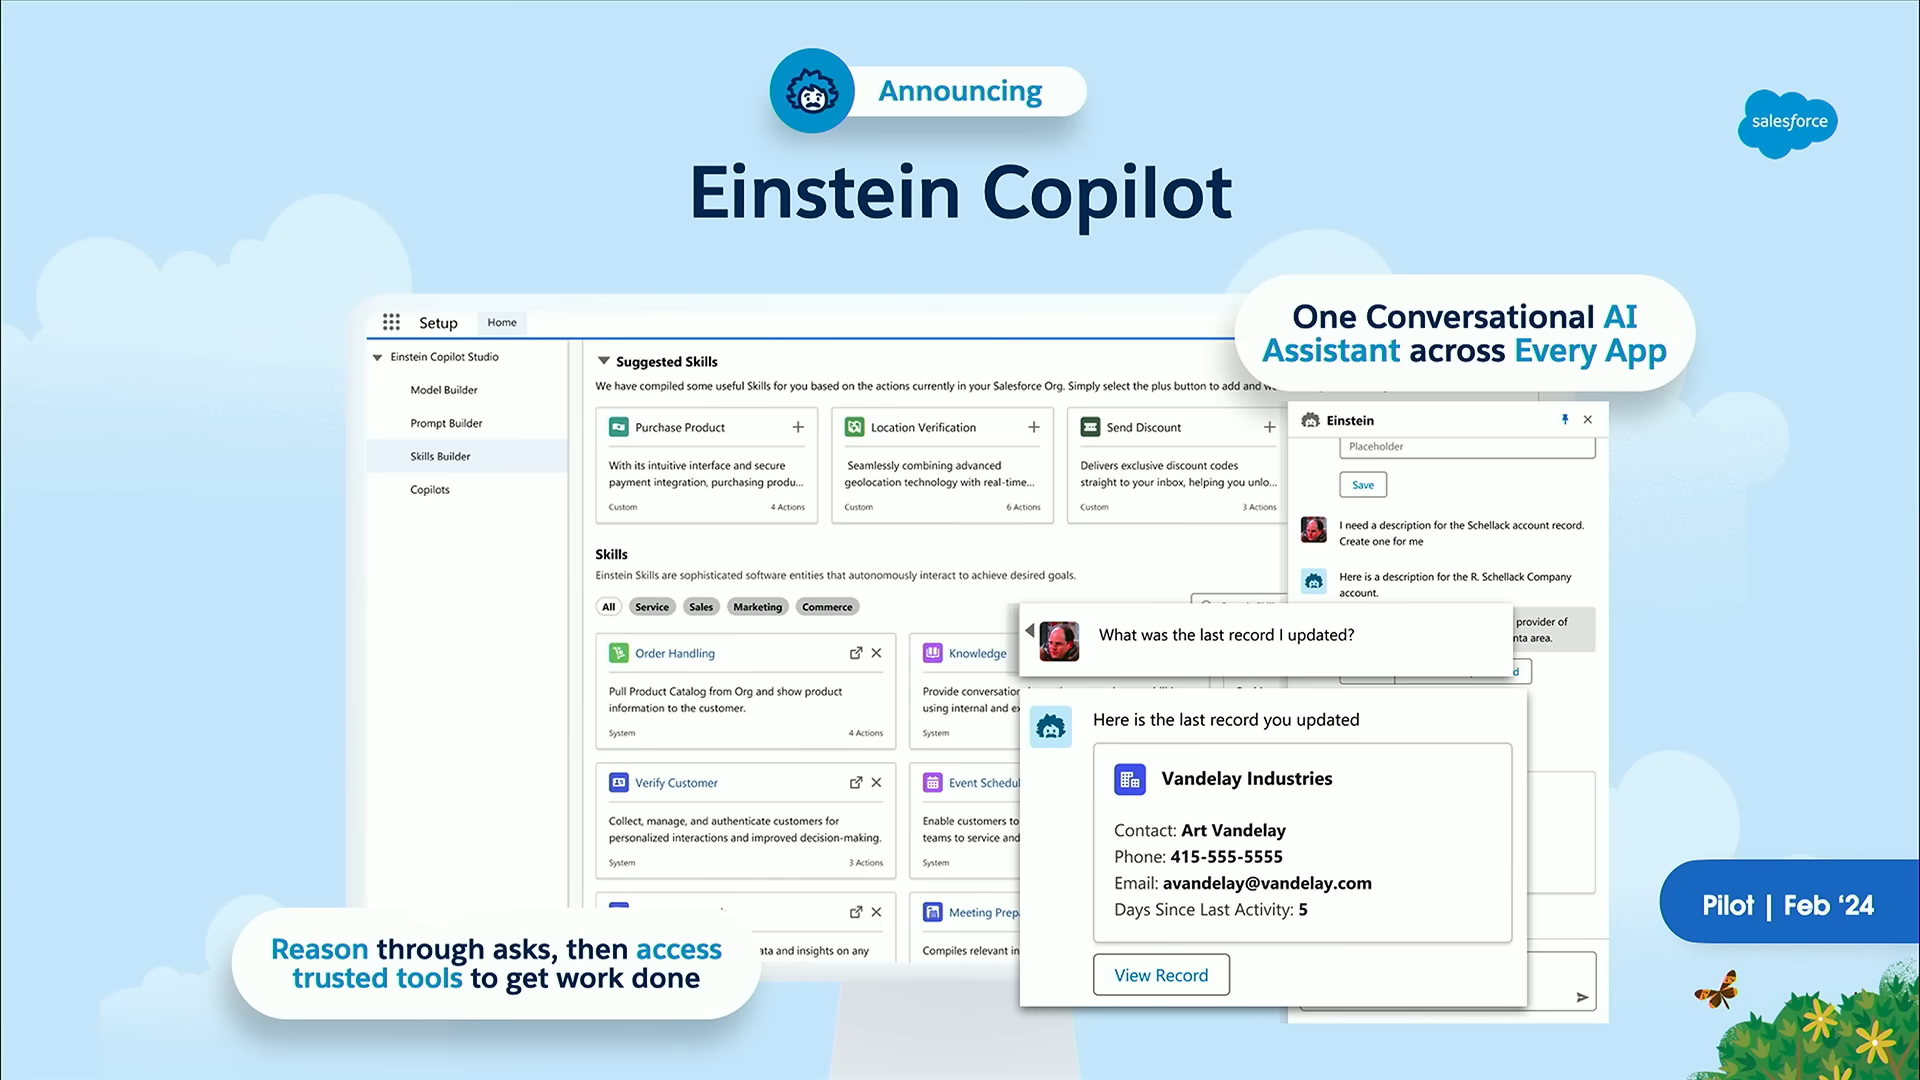 Announcing
salesforce
Einstein Copilot
One Conversational AI
Assistant across Every App
Setup
Home
Einstein Copilot Studio
Model Builder
Prompt Builder
Skills Builder
Copilots
Suggested Skills
We have compiled some useful Skills for you based on the actions currently in your Salesforce Org. Simply select the plus button to add and
Purchase Product
With its intuitive interface and secure
payment integration, purchasing produ...
Custom
4 Actions
Location Verification
Seamlessly combining advanced
geolocation technology with real-time...
Custom
6 Actions
Send Discount
Delivers exclusive discount codes
straight to your inbox, helping you unlo...
Custom
3 Actions
Skills
Einstein Skills are sophisticated software entities that autonomously interact to achieve desired goals.
All
Service
Sales
Marketing
Commerce
Order Handling
Pull Product Catalog from Org and show product
information to the customer.
System
4 Actions
Knowledge
Provide
using internal and
System
Verify Customer
Collect, manage, and authenticate customers for
personalized interactions and improved decision-making.
System
3 Actions
Event
Enable customers to
teams to service and
System
and insights on any
Meeting
Compiles relevant
Einstein
Placeholder
Save
I need a description for the Schellack account record.
Create one for me
Here is a description for the R. Schellack Company
account.
provider of
area.
What was the last record I updated?
Here is the last record you updated
Vandelay Industries
Contact: Art Vandelay
Phone: 415-555-5555
Email: avandelay@vandelay.com
Days Since Last Activity: 5
View Record
Reason through asks, then access
trusted tools to get work done
Pilot | Feb ‘24